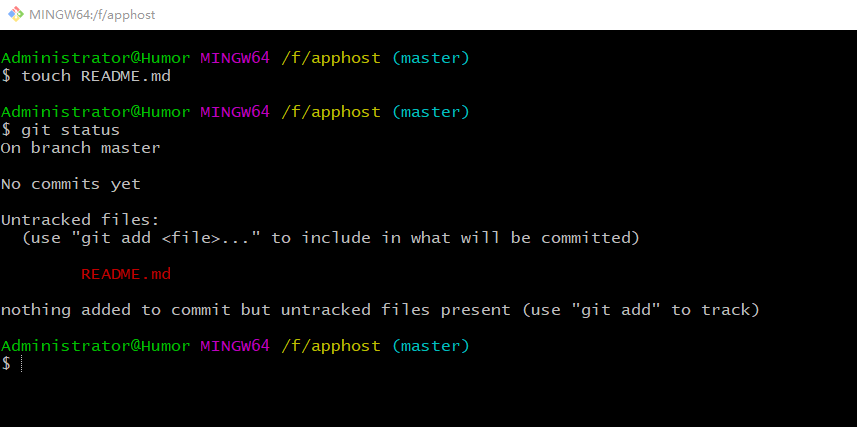 MINGW64:/f/apphost
Administrator@Humor MINGW64 /f/apphost (master)
$ touch README.md
Administrator@Humor MINGW64 /f/apphost (master)
$ git status
On branch master
No commits yet
Untracked files:
  (use "git add <file>..." to include in what will be committed)
        README.md
nothing added to commit but untracked files present (use "git add" to track)
Administrator@Humor MINGW64 /f/apphost (master)
$